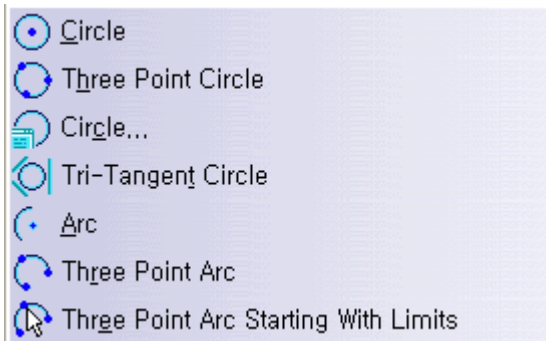 Circle
Three Point Circle
Circle...
Tri-Tangent Circle
Arc
Three Point Arc
Three Point Arc Starting With Limits